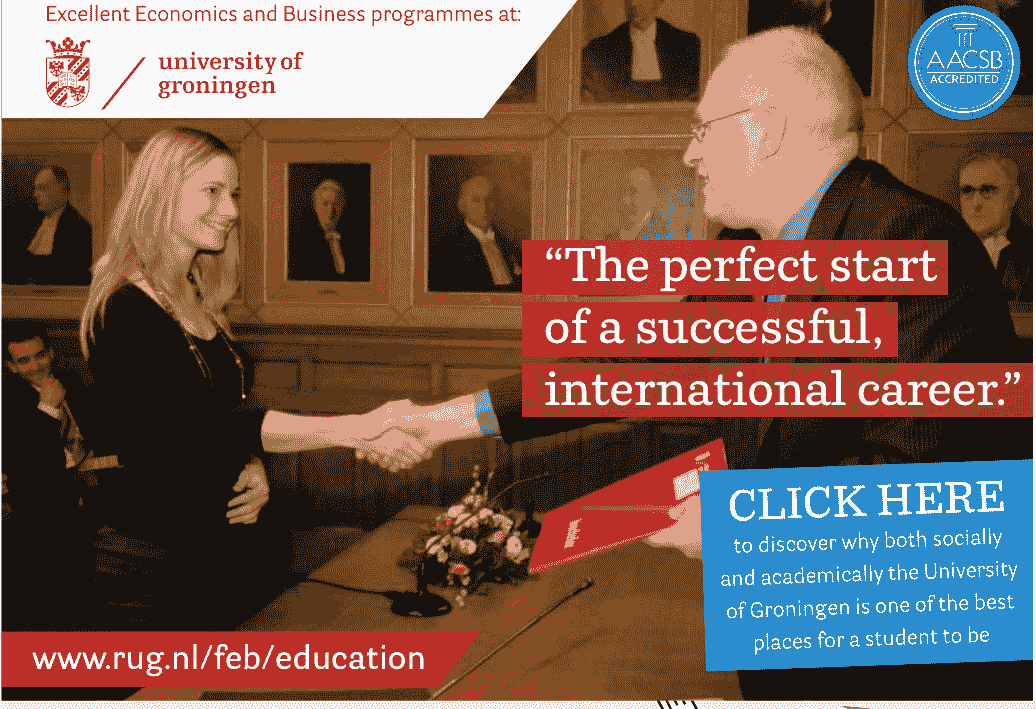 Excellent Economics and Business programmes at:
university of
groningen
AACSB
ACCREDITED
“The perfect start
of a successful,
international career.”
CLICK HERE
to discover why both socially
and academically the University
of Groningen is one of the best
places for a student to be
www.rug.nl/feb/education